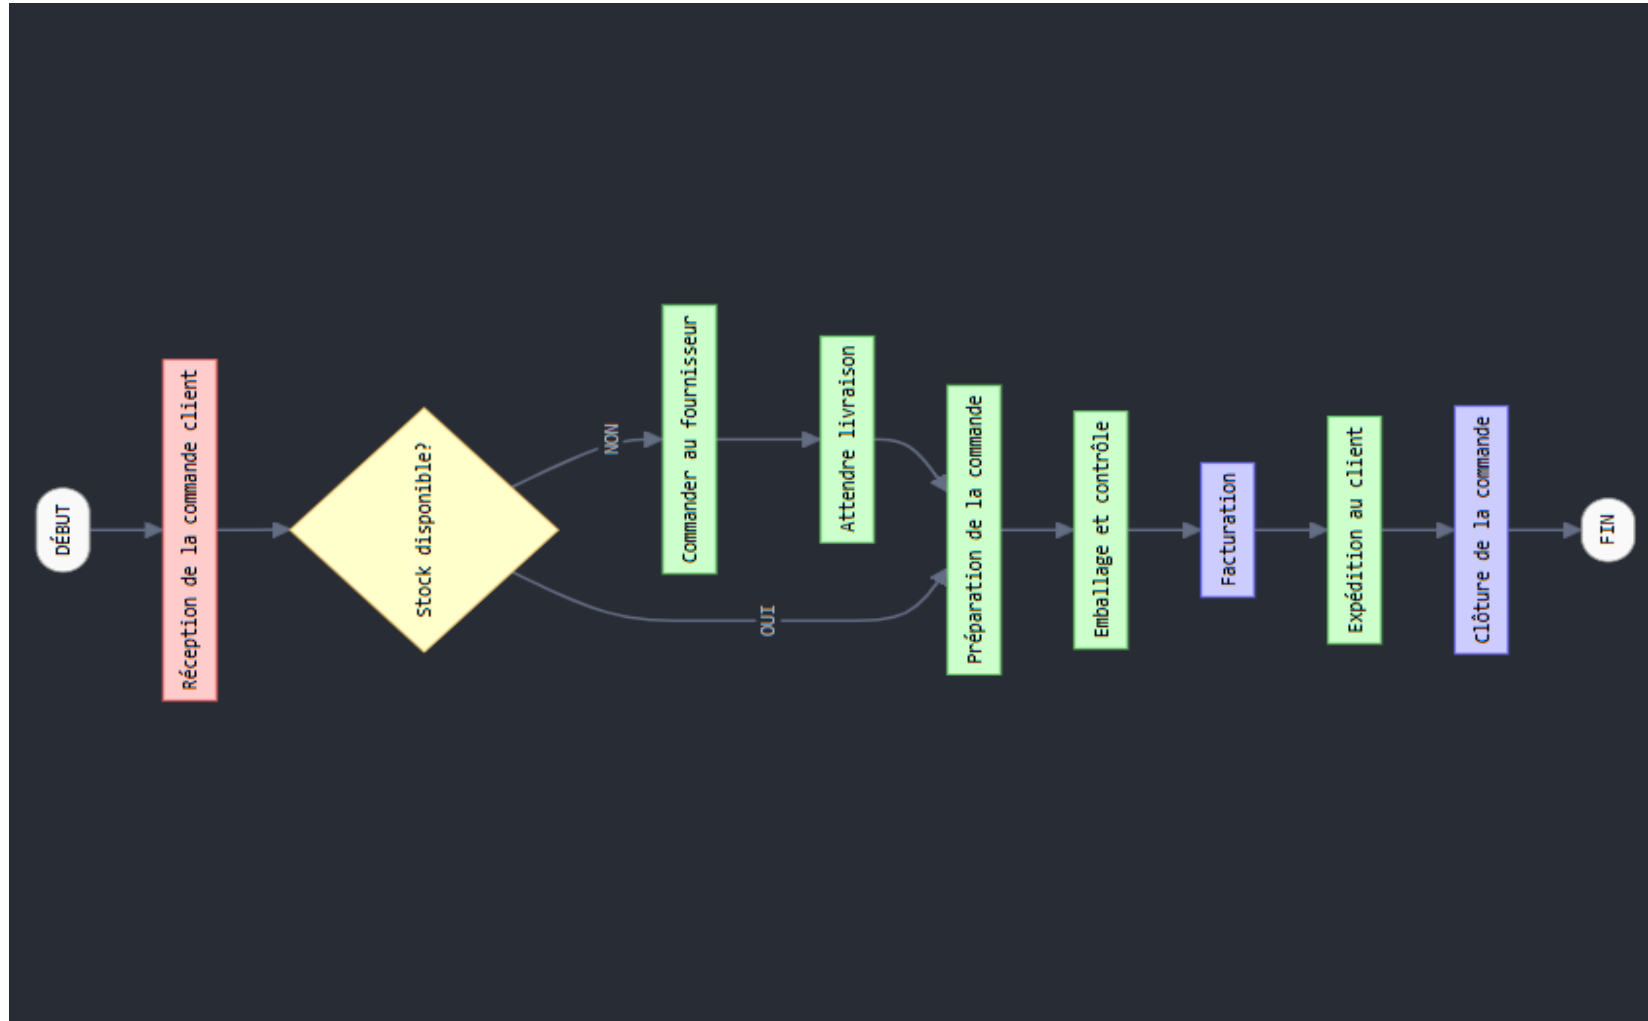 DÉBUT
Réception de la commande client
Stock disponible?
NON
Commander au fournisseur
OUI
Attendre livraison
Préparation de la commande
Emballage et contrôle
Facturation
Expédition au client
Clôture de la commande
FIN